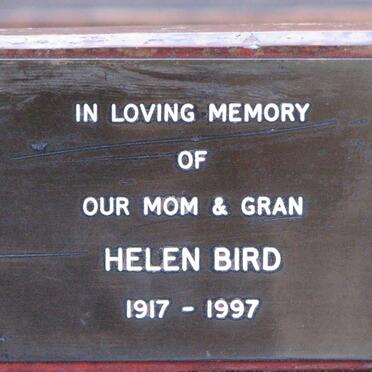 IN LOVING MEMORY
OF
OUR MOM & GRAN
HELEN BIRD
1917 - 1997